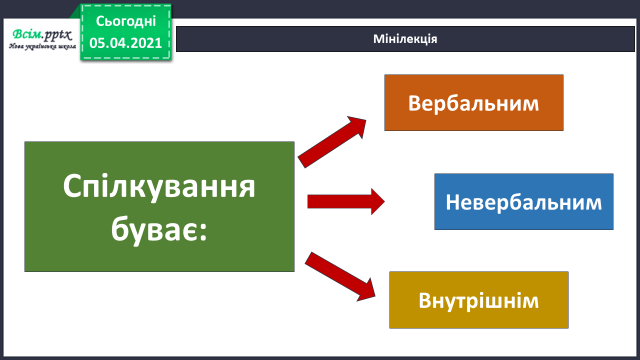 Всім.pptx
Нова українська школа
Сьогодні
05.04.2021
Мінілекція
Спілкування
буває:
Вербальним
Невербальним
Внутрішнім